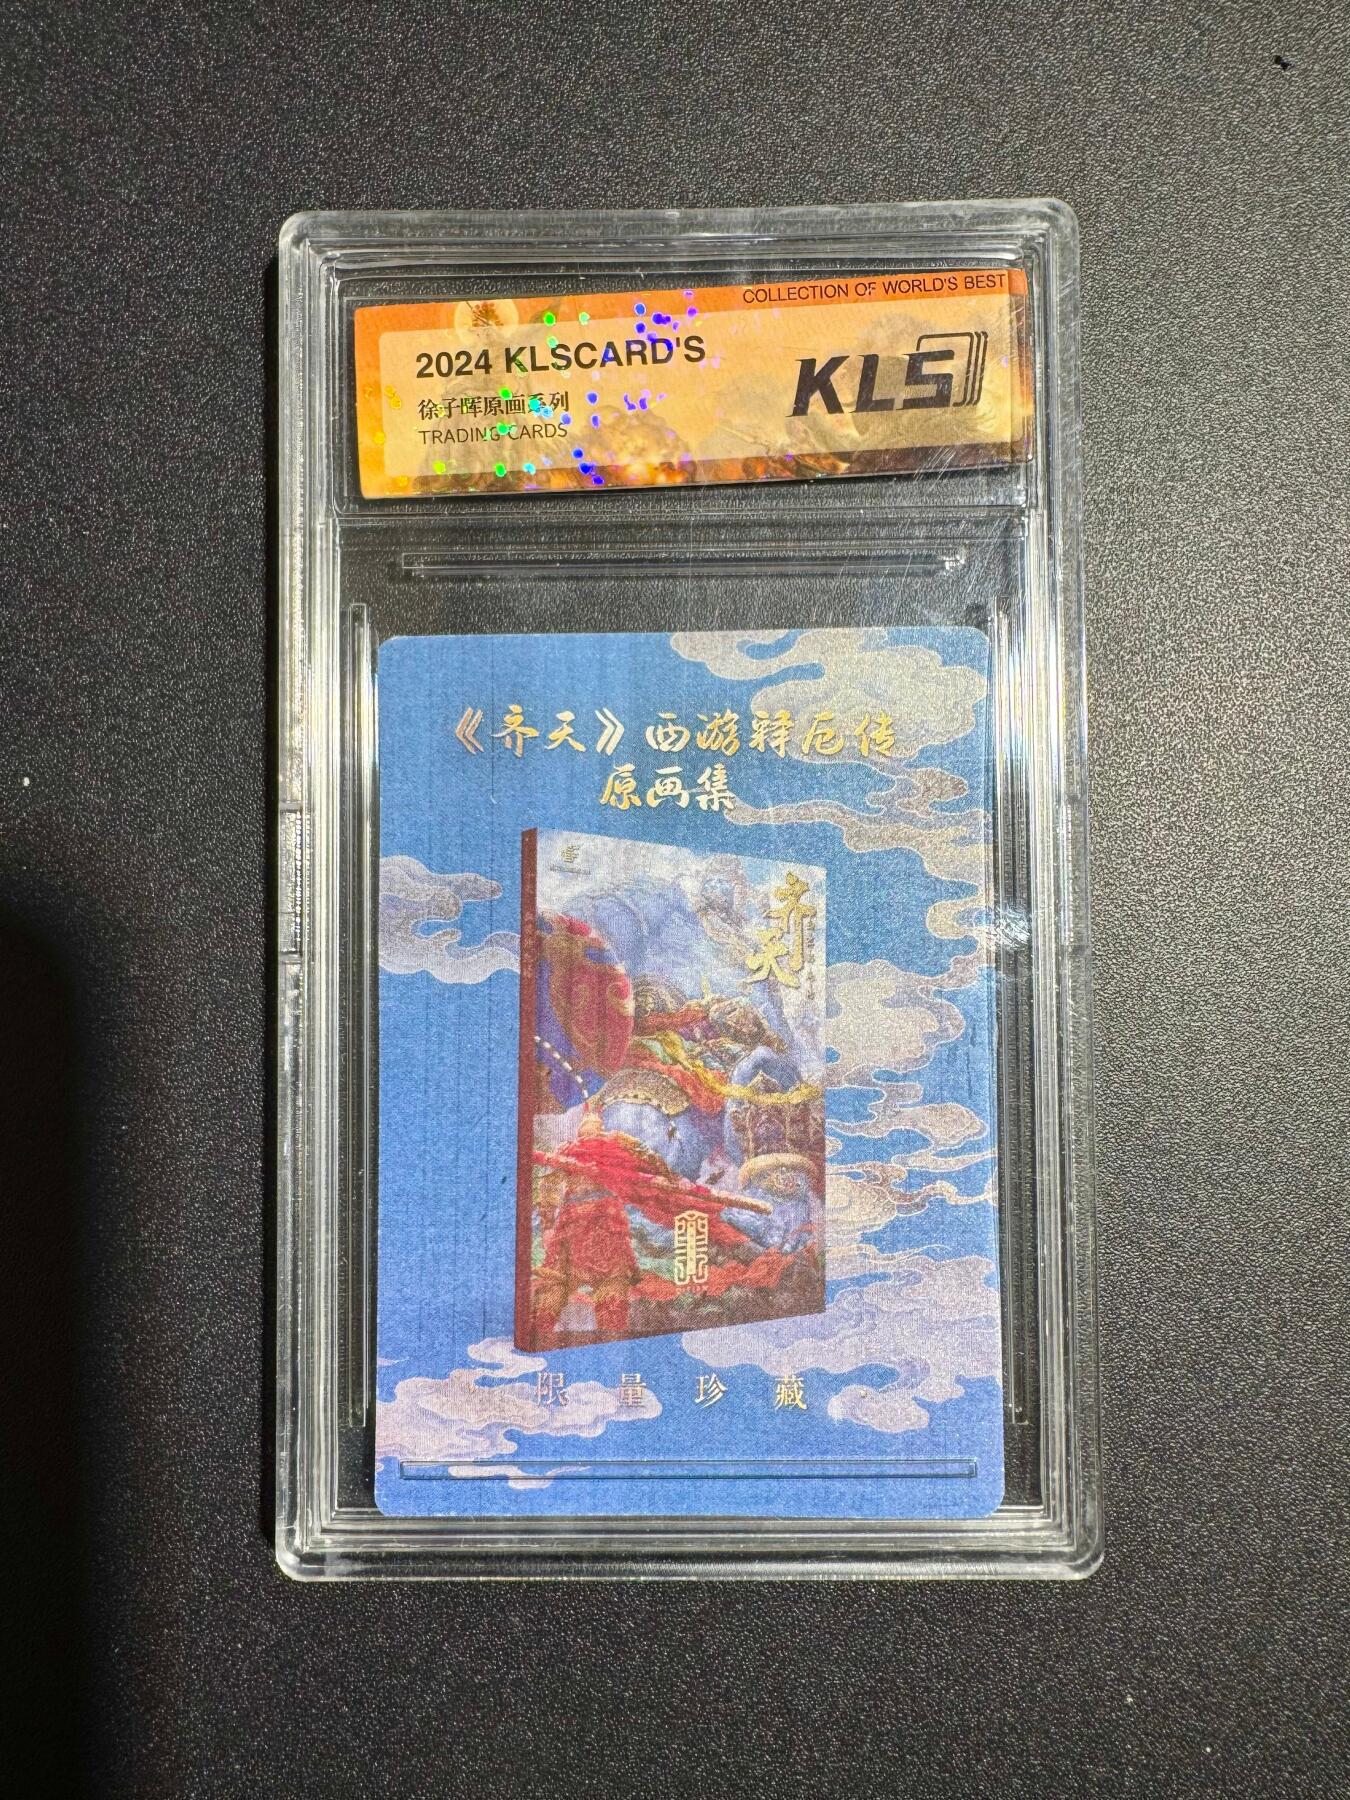 COLLECTION OF WORLD'S BEST
2024 KLSCARD'S
KLS
徐子晖原画系列
TRADING CARDS
《齐天》西游释厄传
原画集
齐天
限量珍藏